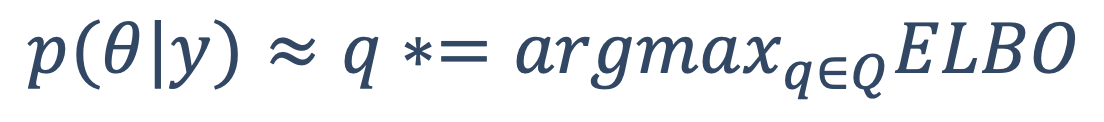 p(θ|y) ≈ q *= argmax_{q∈Q}ELBO